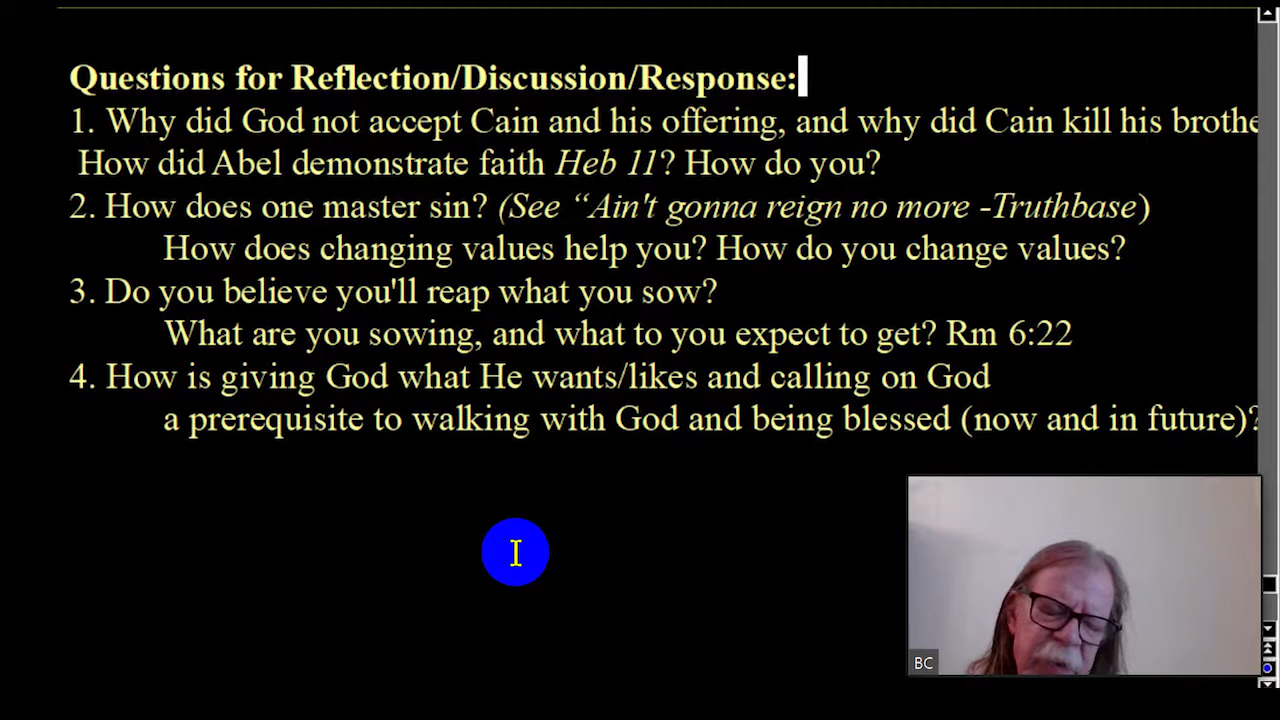 Questions for Reflection/Discussion/Response:
1. Why did God not accept Cain and his offering, and why did Cain kill his brothe
How did Abel demonstrate faith Heb 11? How do you?
2. How does one master sin? (See “Ain't gonna reign no more -Truthbase)
How does changing values help you? How do you change values?
3. Do you believe you'll reap what you sow?
What are you sowing, and what to you expect to get? Rm 6:22
4. How is giving God what He wants/likes and calling on God
a prerequisite to walking with God and being blessed (now and in future)?
BC